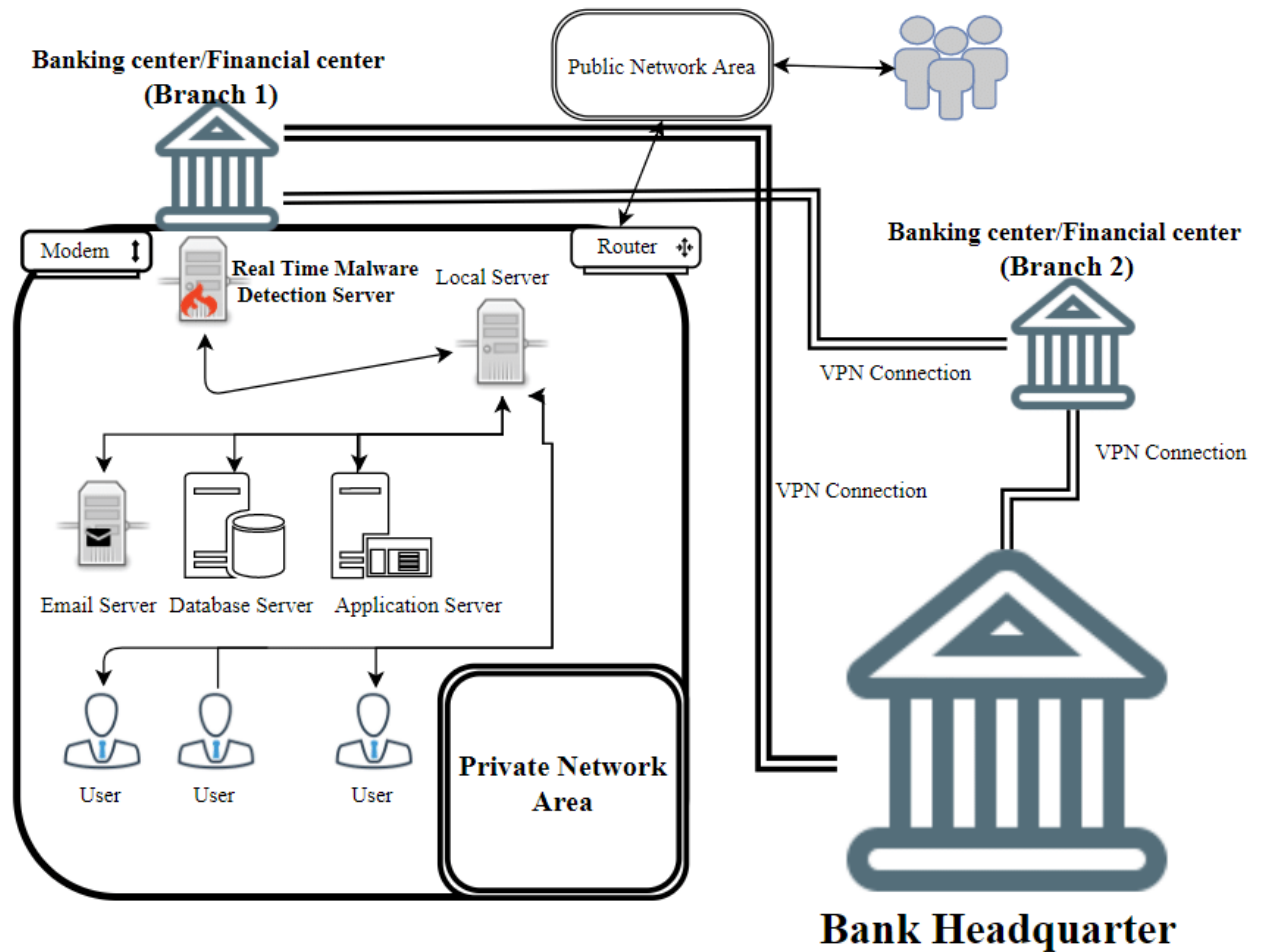 Banking center/Financial center
(Branch 1)
Public Network Area
Modem
Router
Real Time Malware
Detection Server
Local Server
Banking center/Financial center
(Branch 2)
VPN Connection
VPN Connection
VPN Connection
Email Server
Database Server
Application Server
User
User
User
Private Network
Area
Bank Headquarter